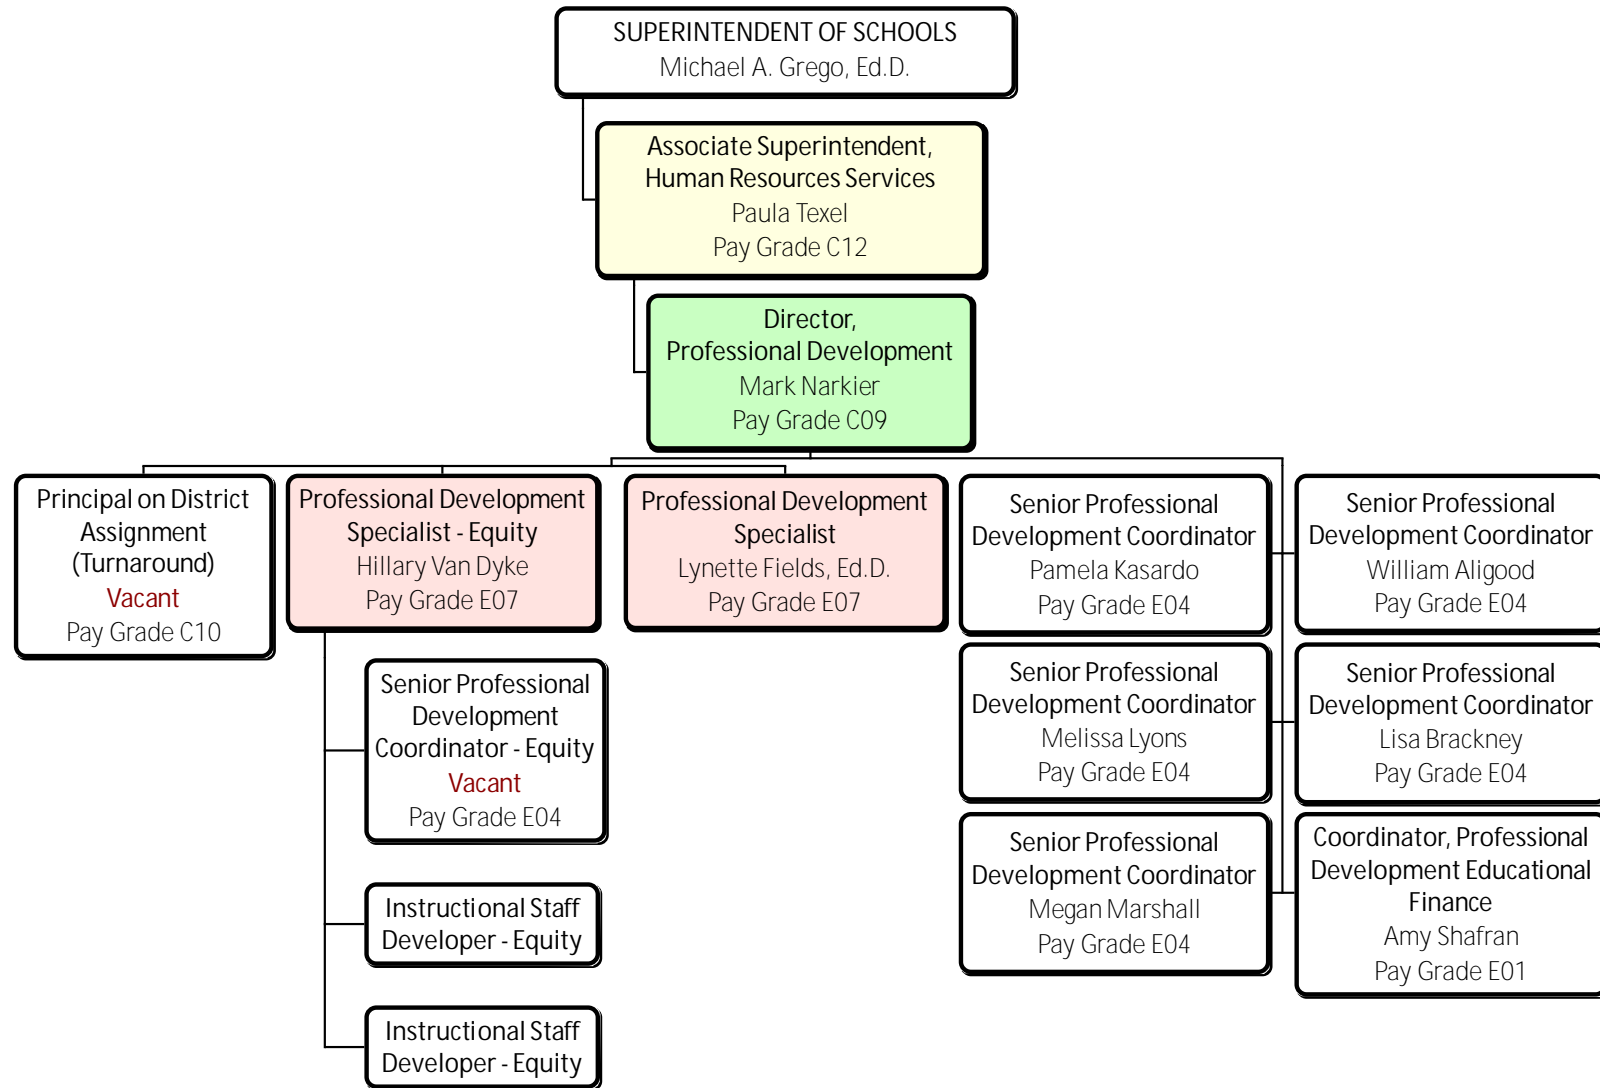 SUPERINTENDENT OF SCHOOLS
Michael A. Grego, Ed.D.
Associate Superintendent,
Human Resources Services
Paula Texel
Pay Grade C12
Director,
Professional Development
Mark Narkier
Pay Grade C09
Principal on District
Assignment
(Turnaround)
Vacant
Pay Grade C10
Professional Development
Specialist - Equity
Hillary Van Dyke
Pay Grade E07
Professional Development
Specialist
Lynette Fields, Ed.D.
Pay Grade E07
Senior Professional
Development Coordinator
Pamela Kasardo
Pay Grade E04
Senior Professional
Development Coordinator
William Aligood
Pay Grade E04
Senior Professional
Development
Coordinator - Equity
Vacant
Pay Grade E04
Senior Professional
Development Coordinator
Melissa Lyons
Pay Grade E04
Senior Professional
Development Coordinator
Lisa Brackney
Pay Grade E04
Instructional Staff
Developer - Equity
Senior Professional
Development Coordinator
Megan Marshall
Pay Grade E04
Coordinator, Professional
Development Educational
Finance
Amy Shafran
Pay Grade E01
Instructional Staff
Developer - Equity